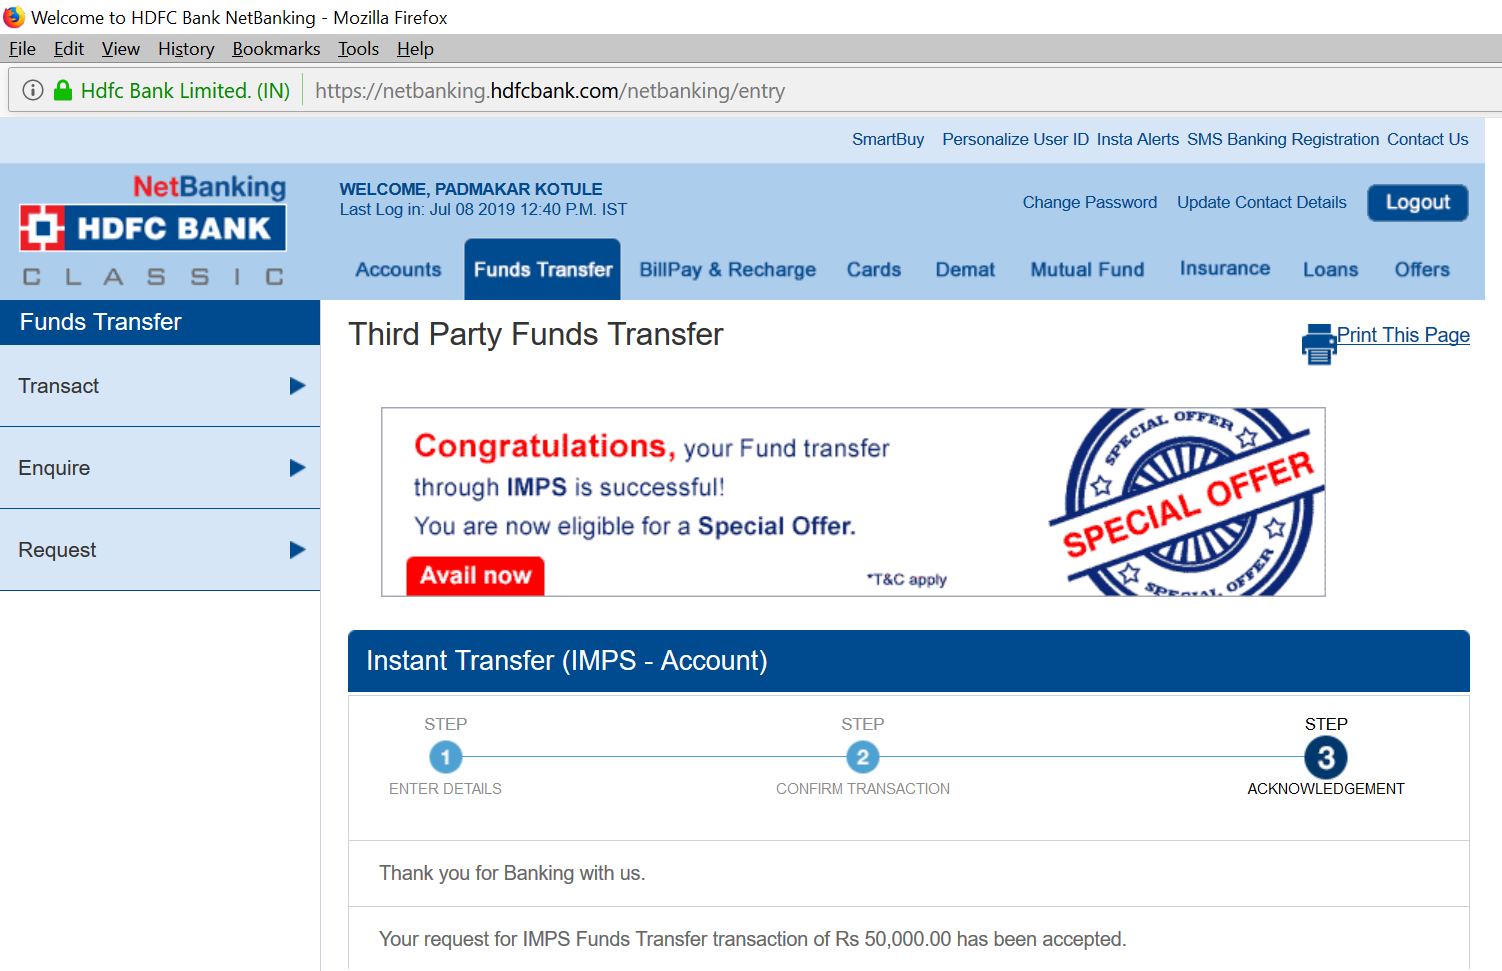 Welcome to HDFC Bank NetBanking - Mozilla Firefox
File Edit View History Bookmarks Tools Help
Hdfc Bank Limited. (IN) https://netbanking.hdfcbank.com/netbanking/entry
SmartBuy Personalize User ID Insta Alerts SMS Banking Registration Contact Us
NetBanking
HDFC BANK
CLASSIC
WELCOME, PADMAKAR KOTULE
Last Log in: Jul 08 2019 12:40 P.M. IST
Change Password Update Contact Details Logout
Accounts Funds Transfer BillPay & Recharge Cards Demat Mutual Fund Insurance Loans Offers
Funds Transfer
Transact
Enquire
Request
Third Party Funds Transfer
Print This Page
Congratulations, your Fund transfer
through IMPS is successful!
You are now eligible for a Special Offer.
Avail now
*T&C apply
SPECIAL OFFER
SPECIAL OFFER
SPECIAL OFFER
Instant Transfer (IMPS - Account)
STEP STEP STEP
1 2 3
ENTER DETAILS CONFIRM TRANSACTION ACKNOWLEDGEMENT
Thank you for Banking with us.
Your request for IMPS Funds Transfer transaction of Rs 50,000.00 has been accepted.